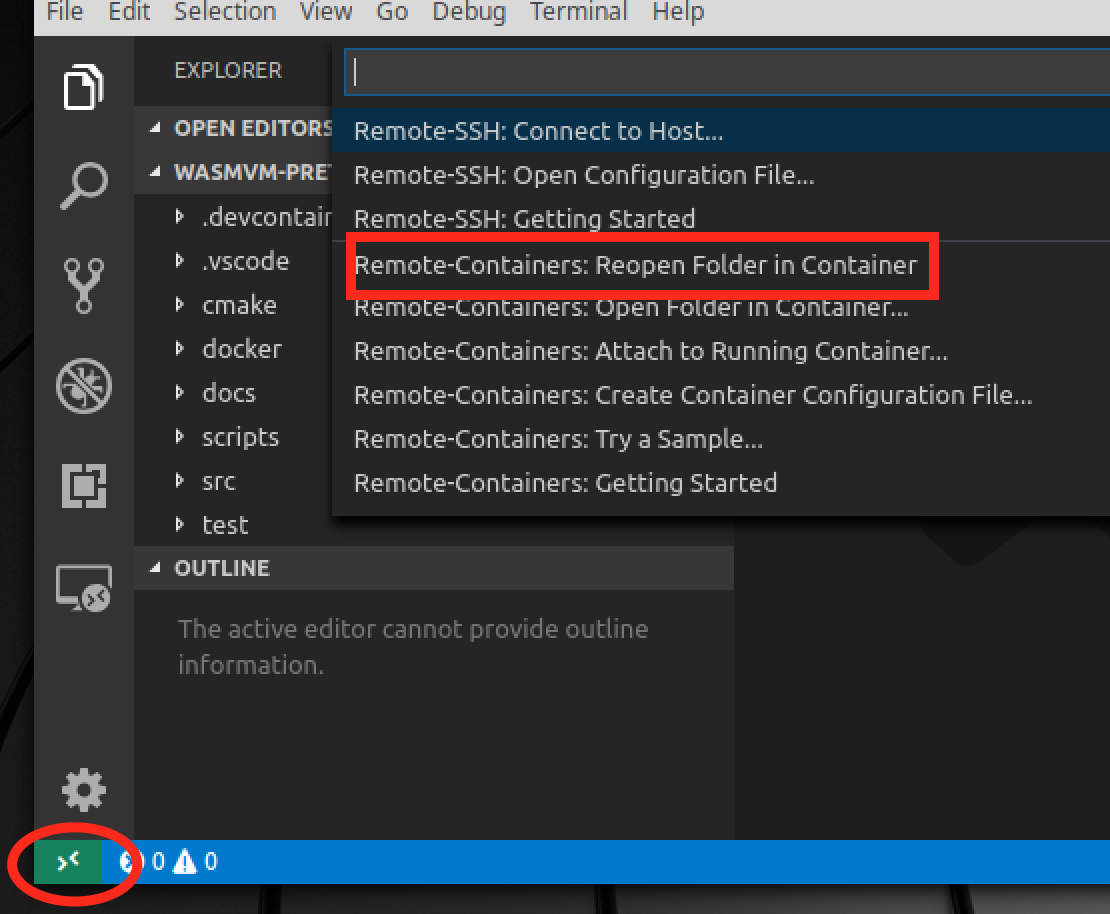 File Edit Selection View Go Debug Terminal Help
EXPLORER
OPEN EDITORS
WASMVM-PRE
.devcontain
.vscode
cmake
docker
docs
scripts
src
test
OUTLINE
The active editor cannot provide outline
information.
Remote-SSH: Connect to Host...
Remote-SSH: Open Configuration File...
Remote-SSH: Getting Started
Remote-Containers: Reopen Folder in Container
Remote-Containers: Open Folder in Container...
Remote-Containers: Attach to Running Container...
Remote-Containers: Create Container Configuration File...
Remote-Containers: Try a Sample...
Remote-Containers: Getting Started
0 0